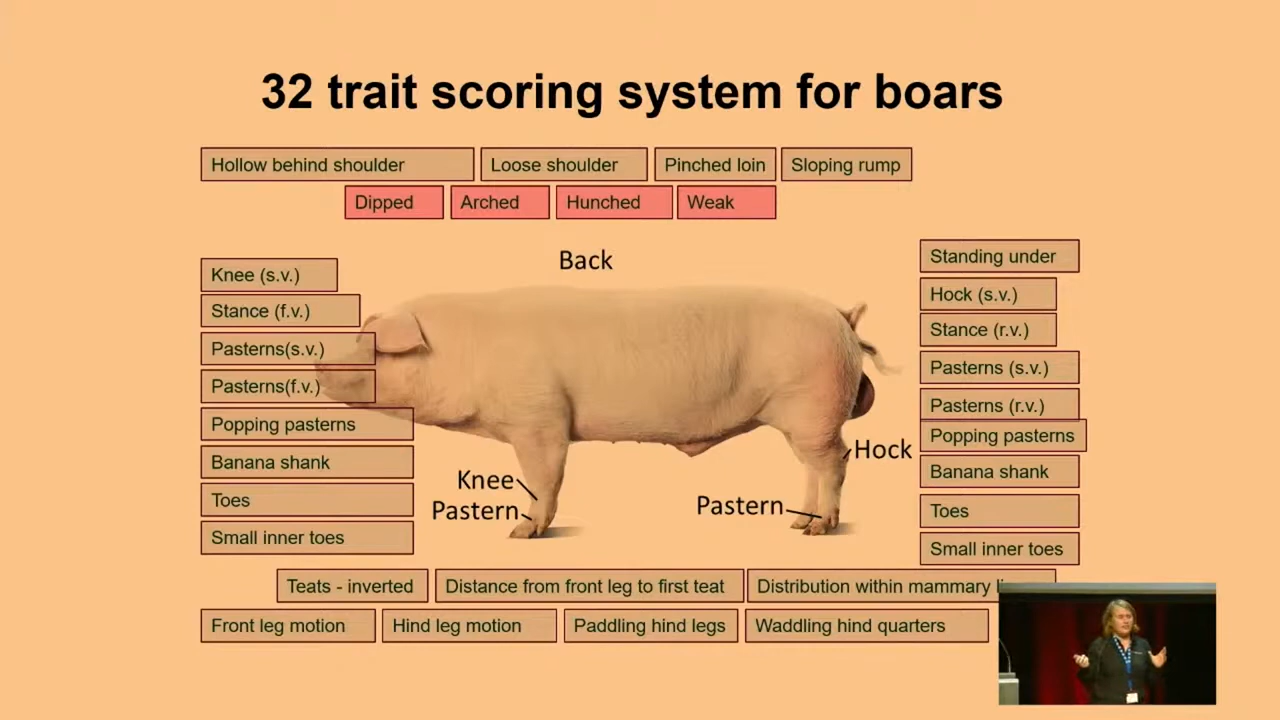 32 trait scoring system for boars
Hollow behind shoulder
Loose shoulder
Pinched loin
Sloping rump
Dipped
Arched
Hunched
Weak
Back
Knee (s.v.)
Stance (f.v.)
Pasterns(s.v.)
Pasterns(f.v.)
Popping pasterns
Banana shank
Toes
Small inner toes
Knee
Pastern
Pastern
Hock
Standing under
Hock (s.v.)
Stance (r.v.)
Pasterns (s.v.)
Pasterns (r.v.)
Popping pasterns
Banana shank
Toes
Small inner toes
Teats - inverted
Distance from front leg to first teat
Distribution within mammary
Front leg motion
Hind leg motion
Paddling hind legs
Waddling hind quarters